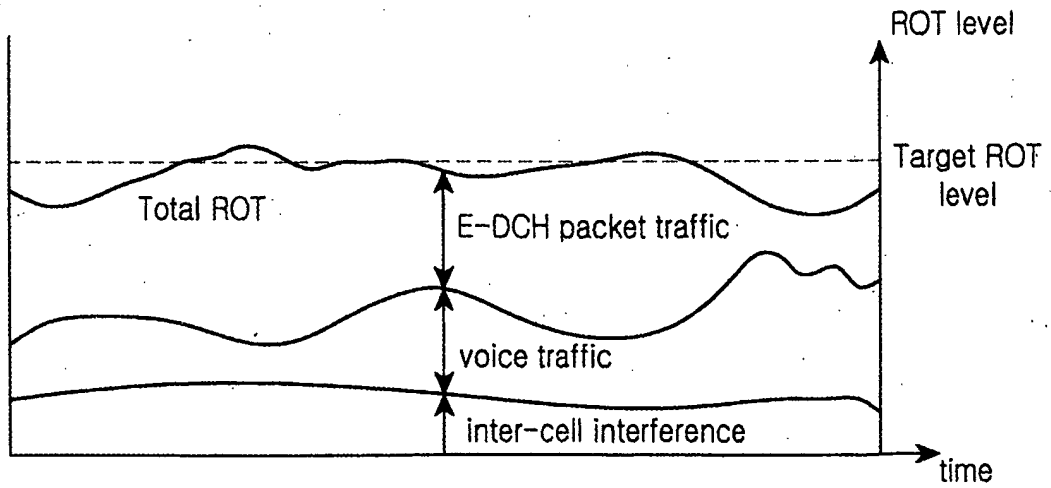 ROT level
Target ROT
level
Total ROT
E-DCH packet traffic
voice traffic
inter-cell interference
time